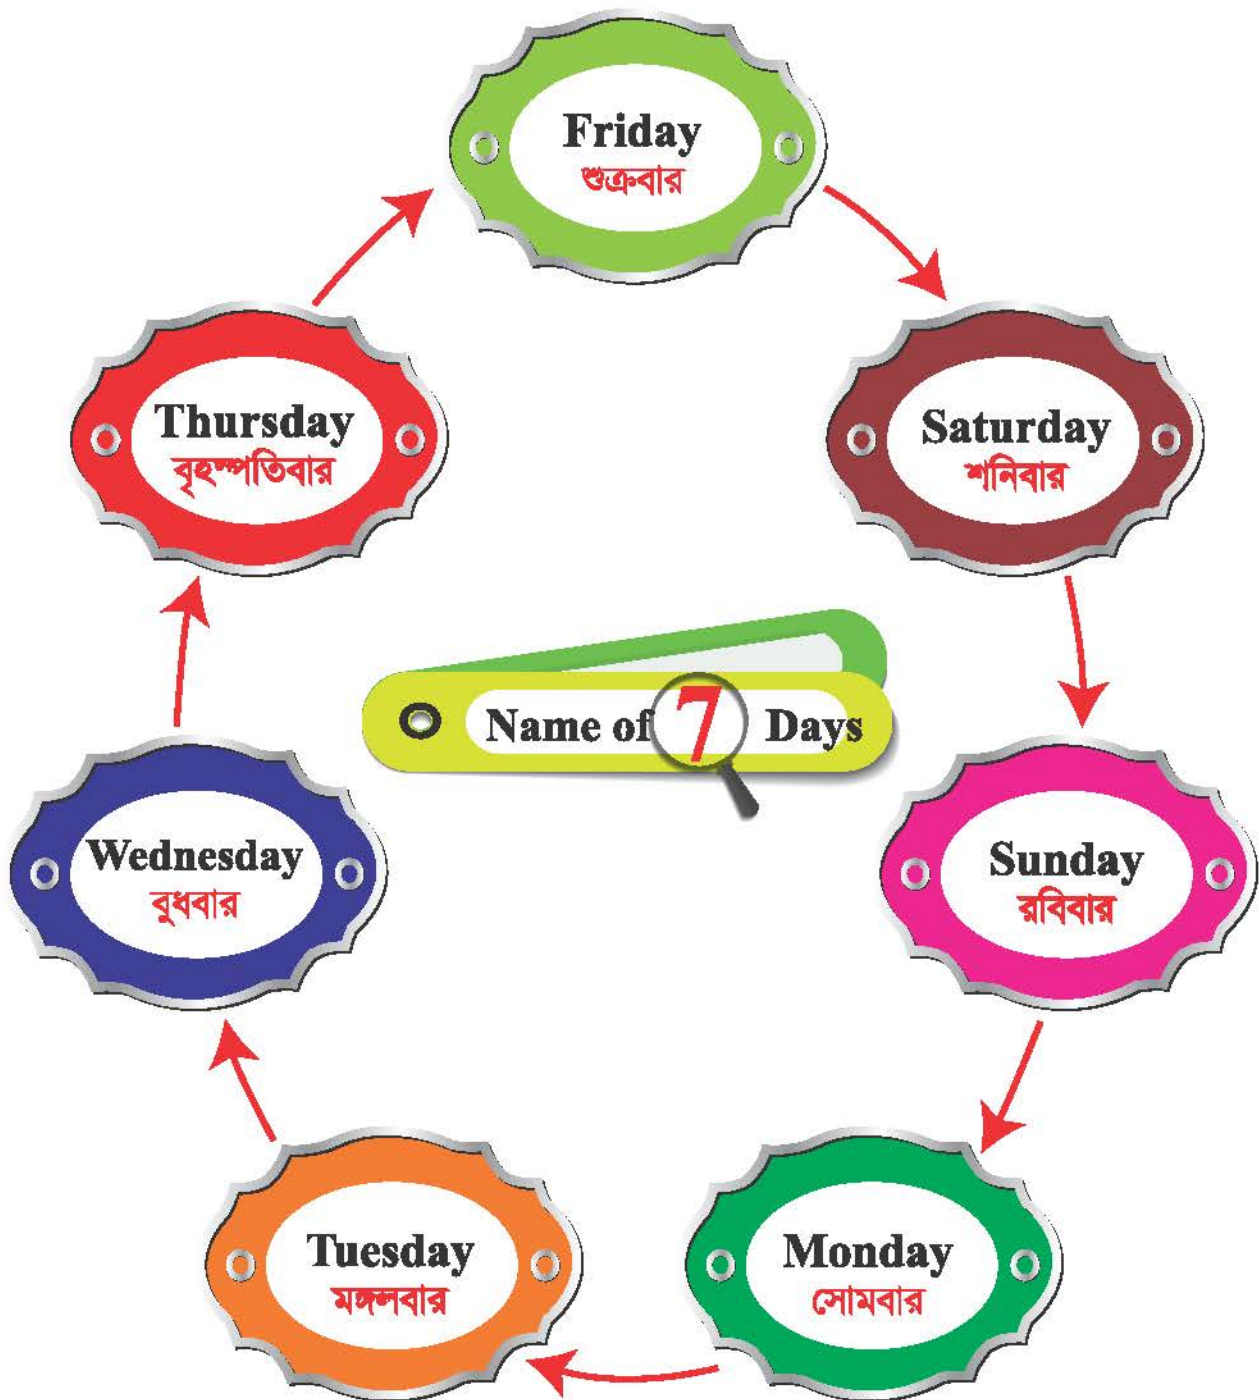 Friday
শুক্রবার
Saturday
শনিবার
Sunday
রবিবার
Monday
সোমবার
Tuesday
মঙ্গলবার
Wednesday
বুধবার
Thursday
বৃহস্পতিবার
Name of 7 Days